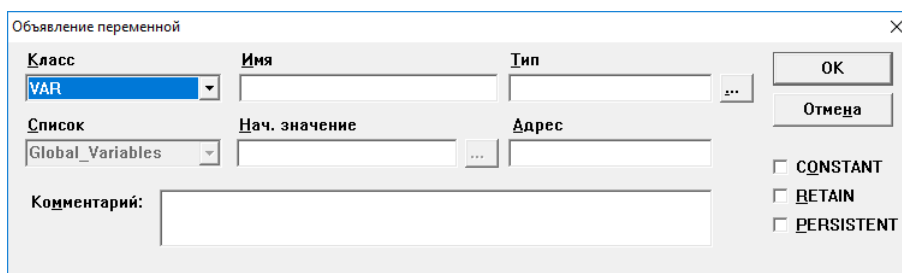 Объявление переменной
Класс Имя Тип OK
VAR ...
Отмена
Список Нач. значение Адрес
Global_Variables ...
CONSTANT
Комментарий: RETAIN
PERSISTENT